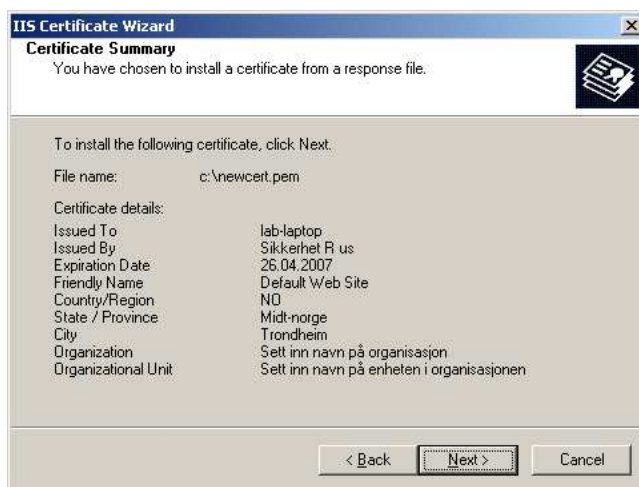 IIS Certificate Wizard
Certificate Summary
You have chosen to install a certificate from a response file.
To install the following certificate, click Next.
File name: c:\newcert.pem
Certificate details:
Issued To lab-laptop
Issued By Sikkerhet R us
Expiration Date 26.04.2007
Friendly Name Default Web Site
Country/Region NO
State / Province Midt-norge
City Trondheim
Organization Sett inn navn på organisasjon
Organizational Unit Sett inn navn på enheten i organisasjonen
< Back Next > Cancel